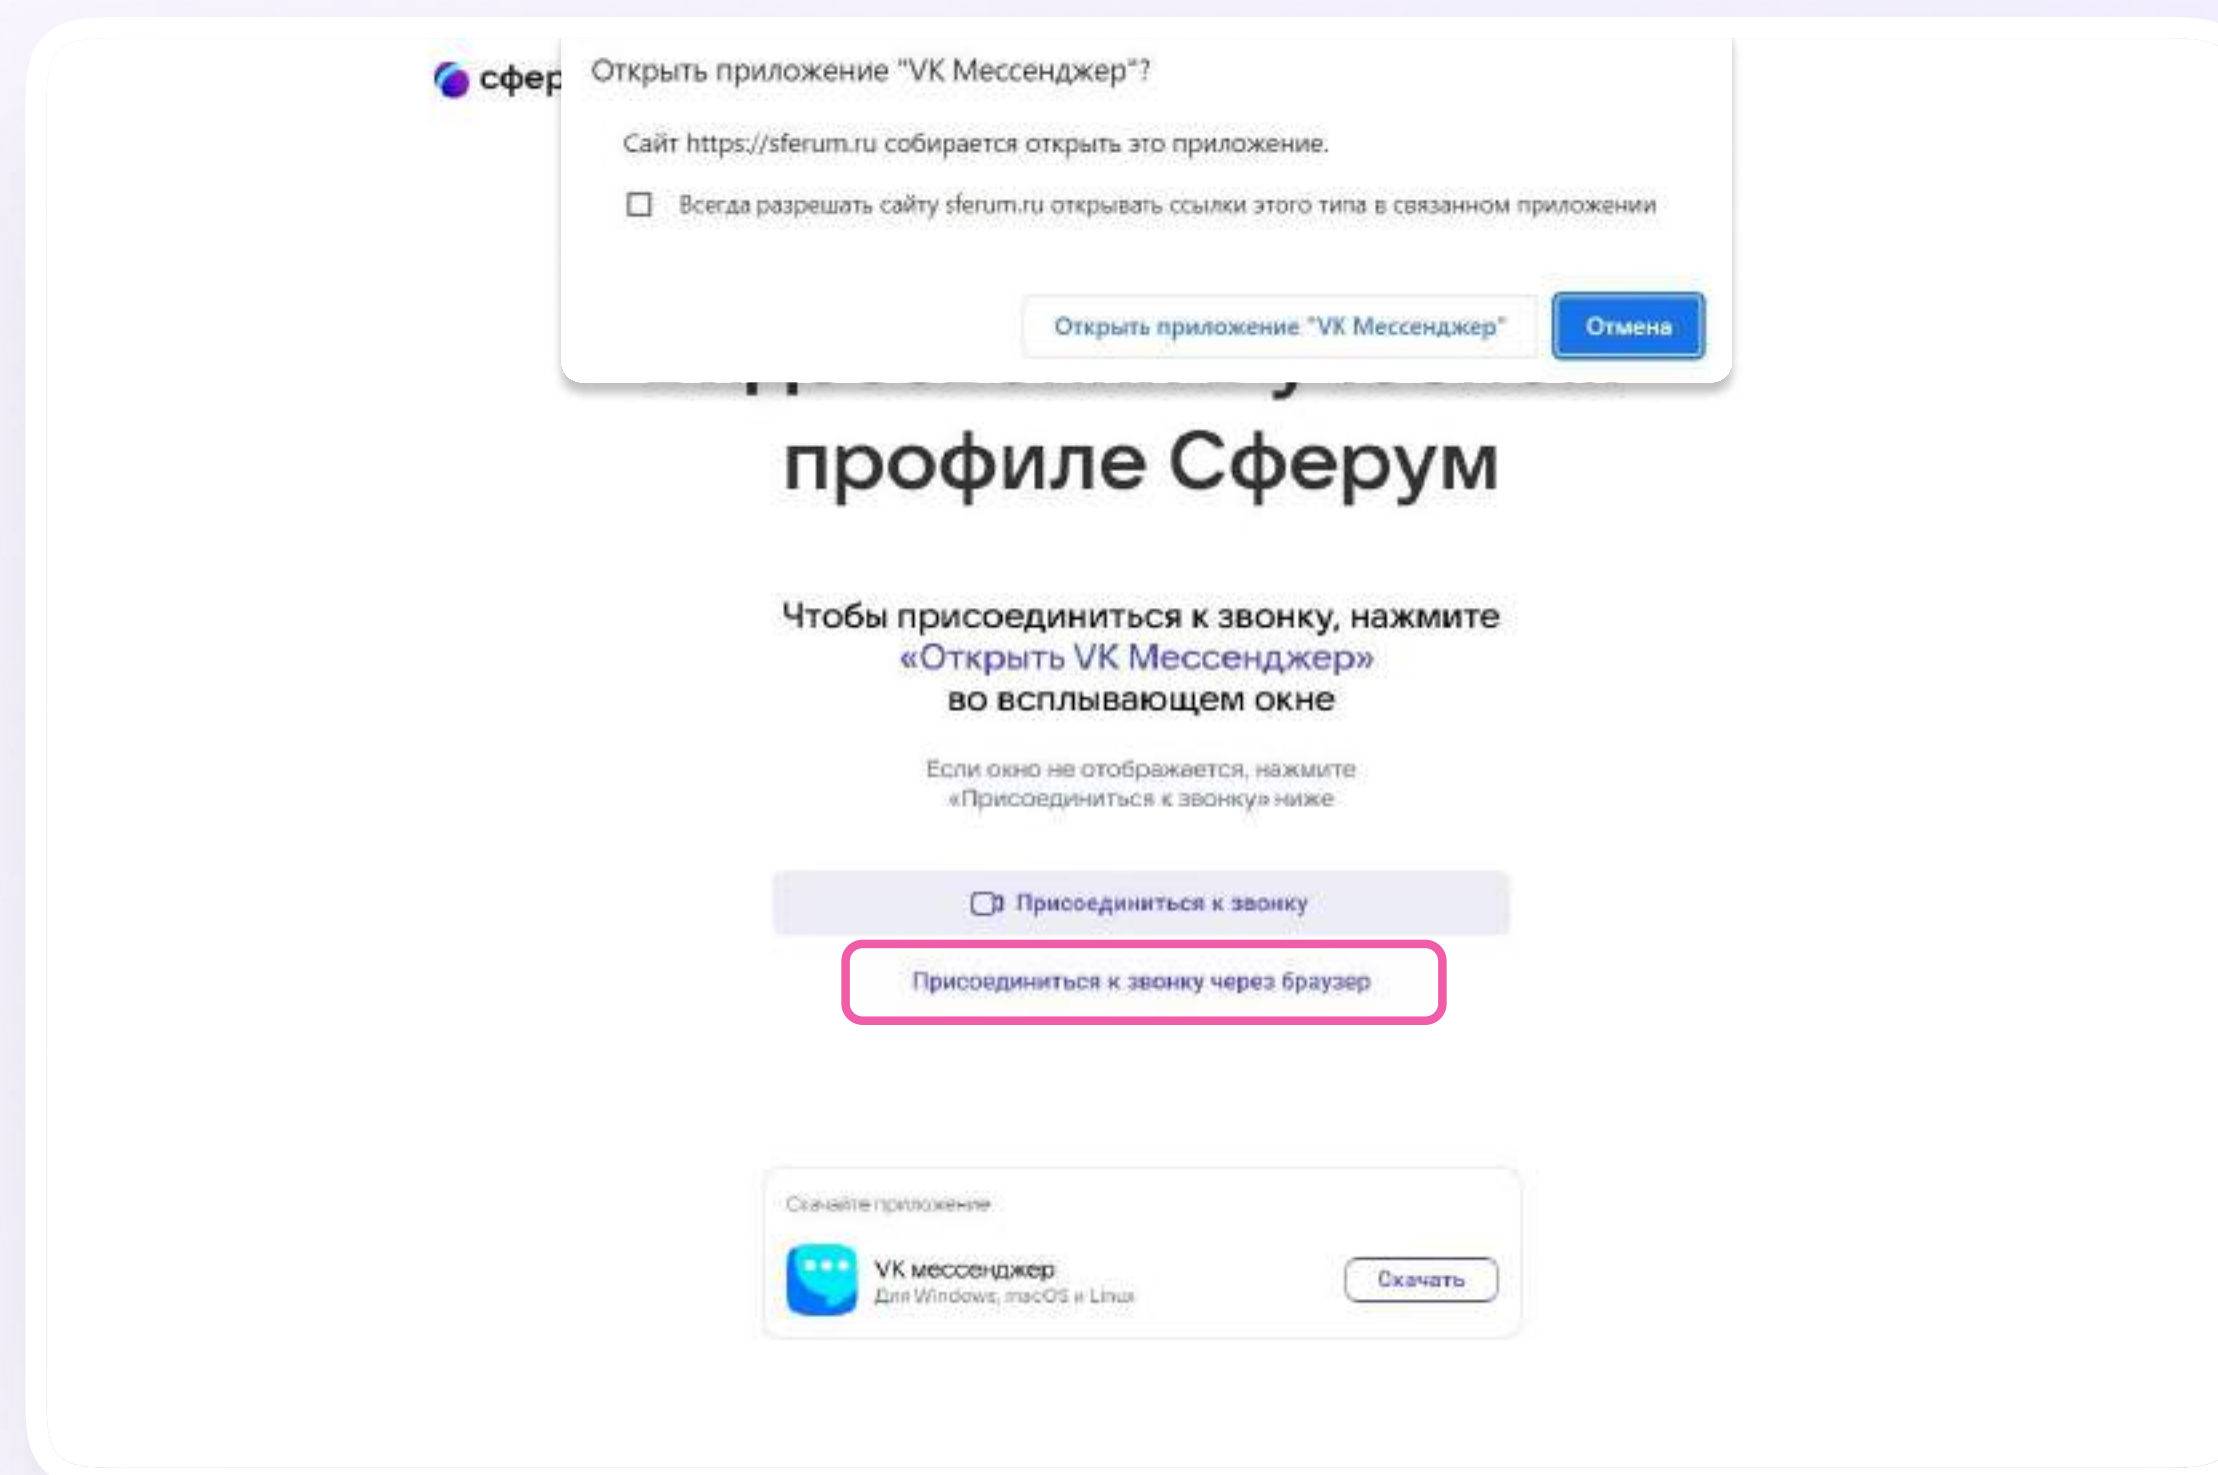 сфер
Открыть приложение "VK Мессенджер"?
Сайт https://sferum.ru собирается открыть это приложение.
Всегда разрешать сайту sferum.ru открывать ссылки этого типа в связанном приложении
Открыть приложение "VK Мессенджер"
Отмена
профиле Сферум
Чтобы присоединиться к звонку, нажмите
«Открыть VK Мессенджер»
во всплывающем окне
Если окно не отображается, нажмите
«Присоединиться к звонку» ниже
Присоединиться к звонку
Присоединиться к звонку через браузер
Скачайте приложение
VK мессенджер
Для Windows, macOS и Linux
Скачать